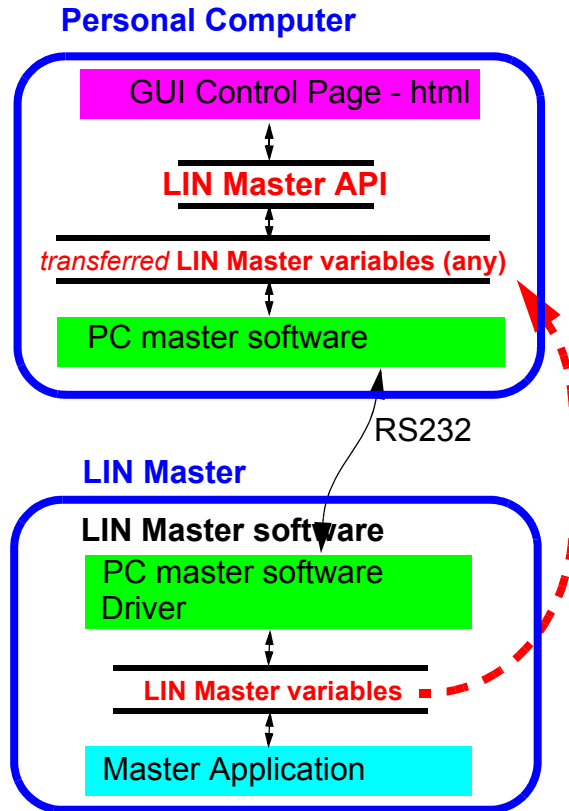 Personal Computer
GUI Control Page - html
LIN Master API
transferred LIN Master variables (any)
PC master software
RS232
LIN Master
LIN Master software
PC master software
Driver
LIN Master variables
Master Application